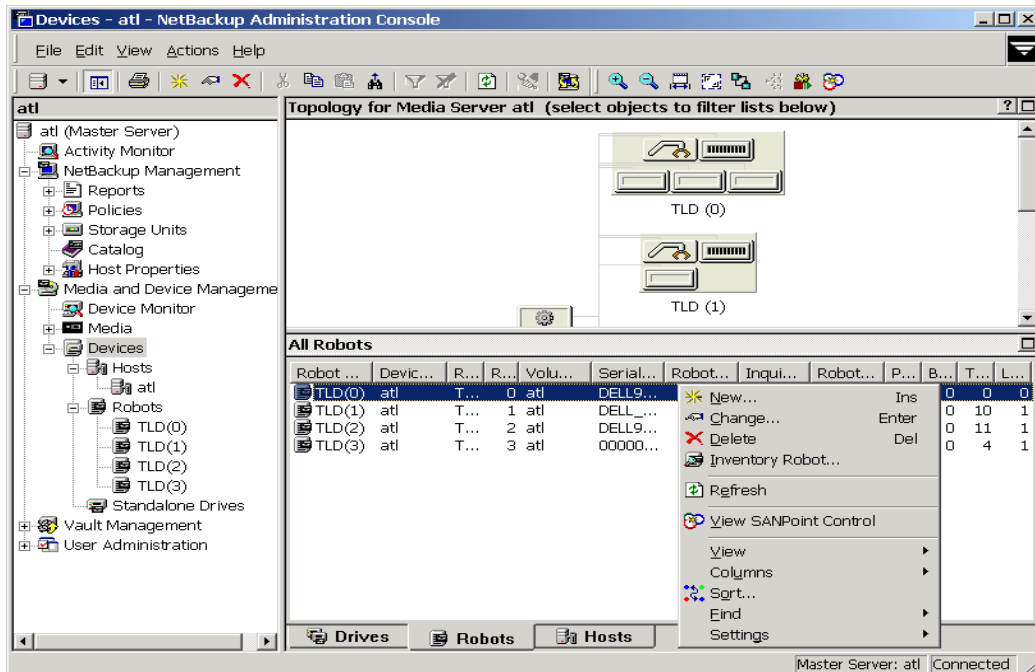 Devices - atl - NetBackup Administration Console
File Edit View Actions Help
atl
atl (Master Server)
Activity Monitor
NetBackup Management
Reports
Policies
Storage Units
Catalog
Host Properties
Media and Device Manageme
Device Monitor
Media
Devices
Hosts
atl
Robots
TLD(0)
TLD(1)
TLD(2)
TLD(3)
Standalone Drives
Vault Management
User Administration
Topology for Media Server atl (select objects to filter lists below)
TLD (0)
TLD (1)
All Robots
Robot ... Devic... R... R... Volu... Serial... Robot... Inqui... Robot... P... B... T... L...
TLD(0) atl T... 0 atl DELL9... 0 0 0
TLD(1) atl T... 1 atl DELL_... 0 10 1
TLD(2) atl T... 2 atl DELL9... 0 11 1
TLD(3) atl T... 3 atl 00000... 0 4 1
New... Ins
Change... Enter
Delete Del
Inventory Robot...
Refresh
View SANPoint Control
View
Columns
Sort...
Find
Settings
Drives Robots Hosts
Master Server: atl Connected